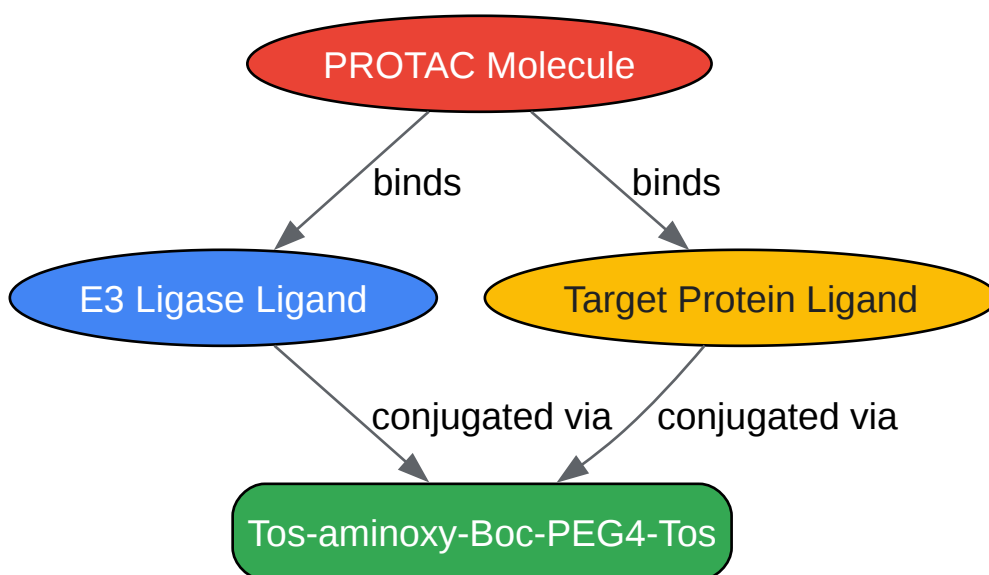 PROTAC Molecule
binds
binds
E3 Ligase Ligand
Target Protein Ligand
conjugated via
conjugated via
Tos-aminoxy-Boc-PEG4-Tos